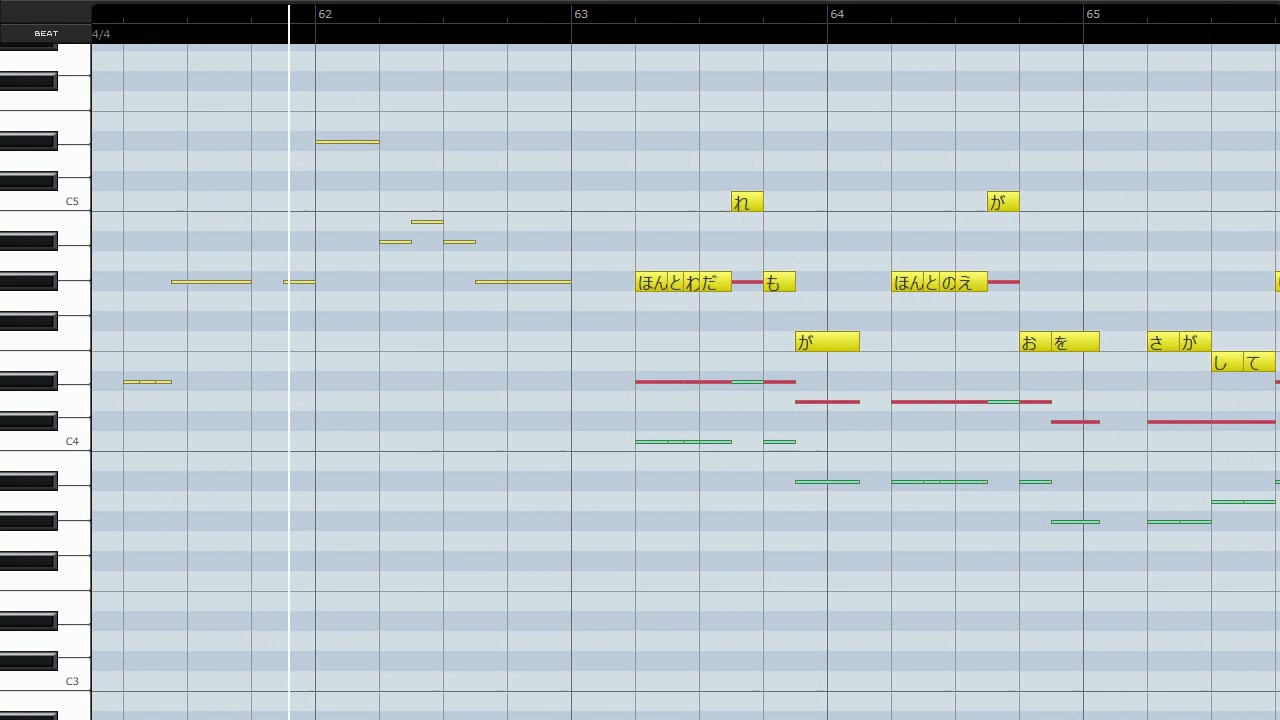 62 63 64 65
BEAT 4/4
C5 れ が
ほんとわだ も ほんとのえ
が おを さが
して
C4
C3